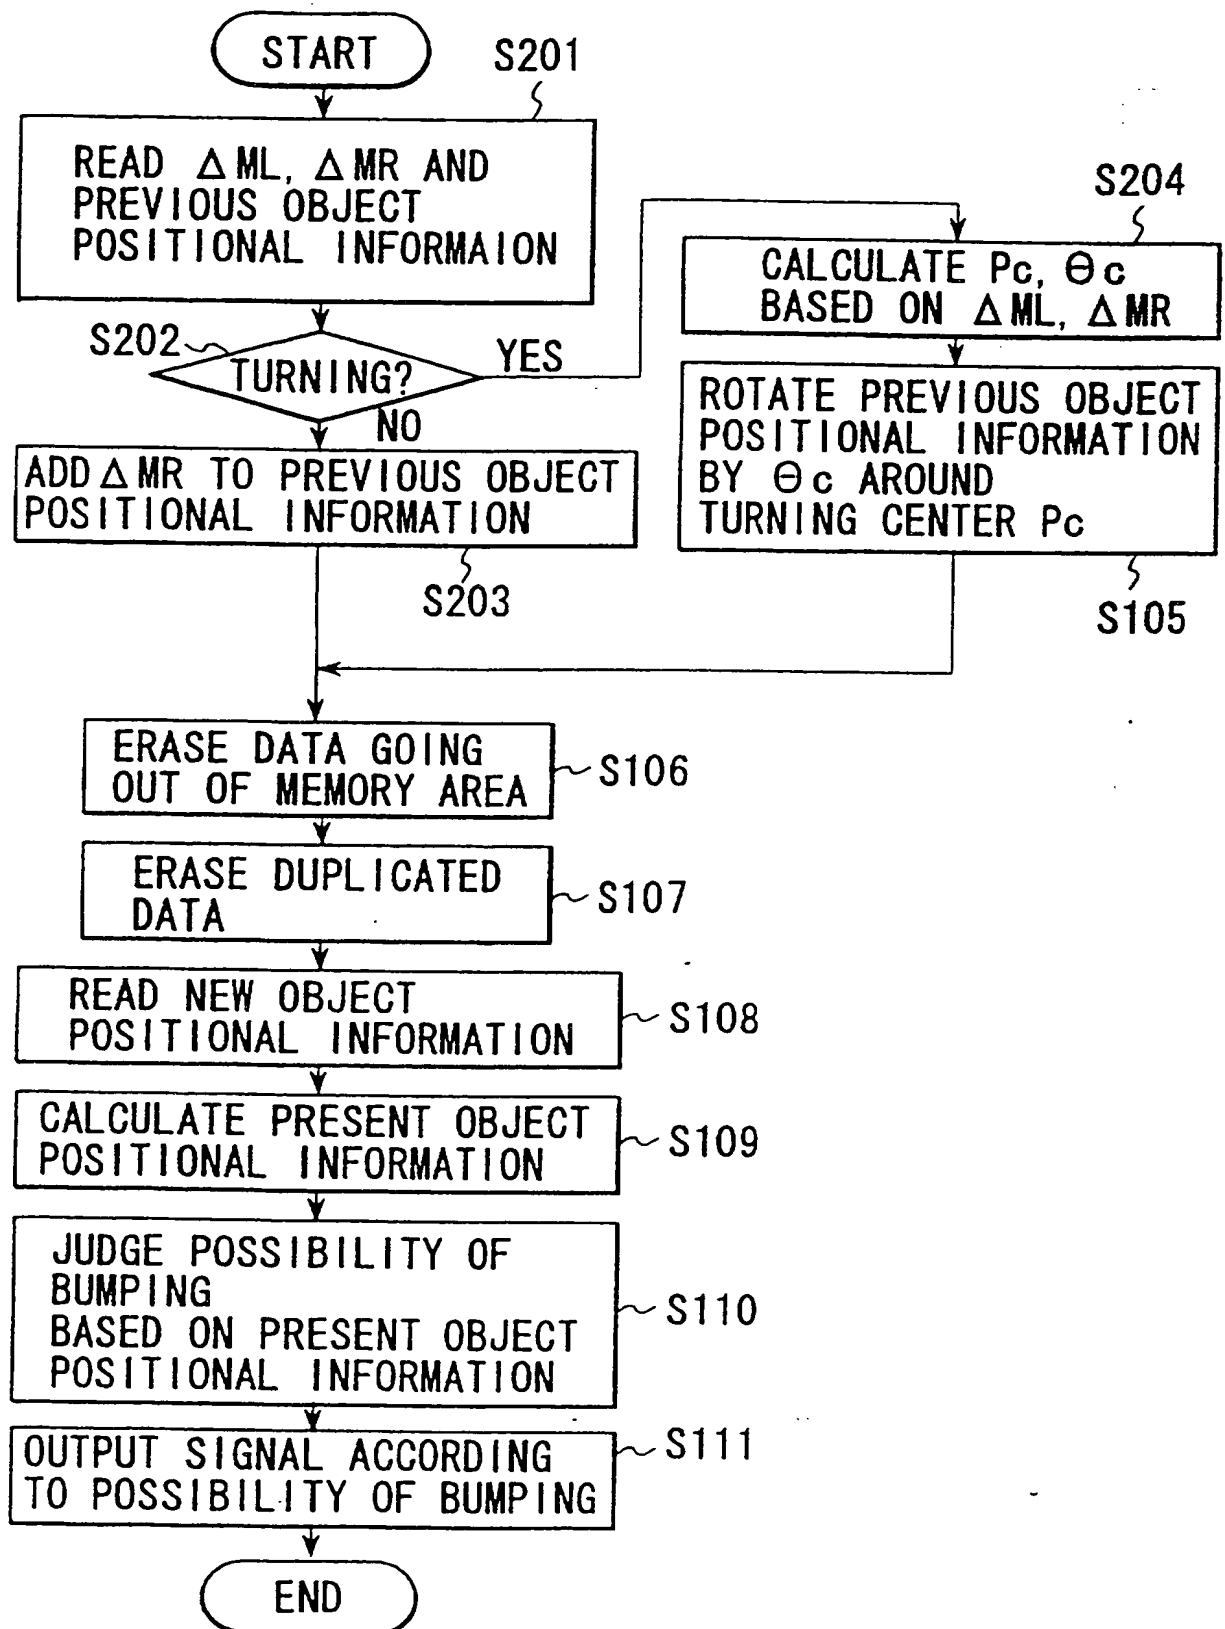 START
S201
READ ΔML, ΔMR AND
PREVIOUS OBJECT
POSITIONAL INFORMAION
S202
TURNING?
YES
NO
S204
CALCULATE Pc, Θc
BASED ON ΔML, ΔMR
ROTATE PREVIOUS OBJECT
POSITIONAL INFORMATION
BY Θc AROUND
TURNING CENTER Pc
S105
ADD ΔMR TO PREVIOUS OBJECT
POSITIONAL INFORMATION
S203
ERASE DATA GOING
OUT OF MEMORY AREA
S106
ERASE DUPLICATED
DATA
S107
READ NEW OBJECT
POSITIONAL INFORMATION
S108
CALCULATE PRESENT OBJECT
POSITIONAL INFORMATION
S109
JUDGE POSSIBILITY OF
BUMPING
BASED ON PRESENT OBJECT
POSITIONAL INFORMATION
S110
OUTPUT SIGNAL ACCORDING
TO POSSIBILITY OF BUMPING
S111
END